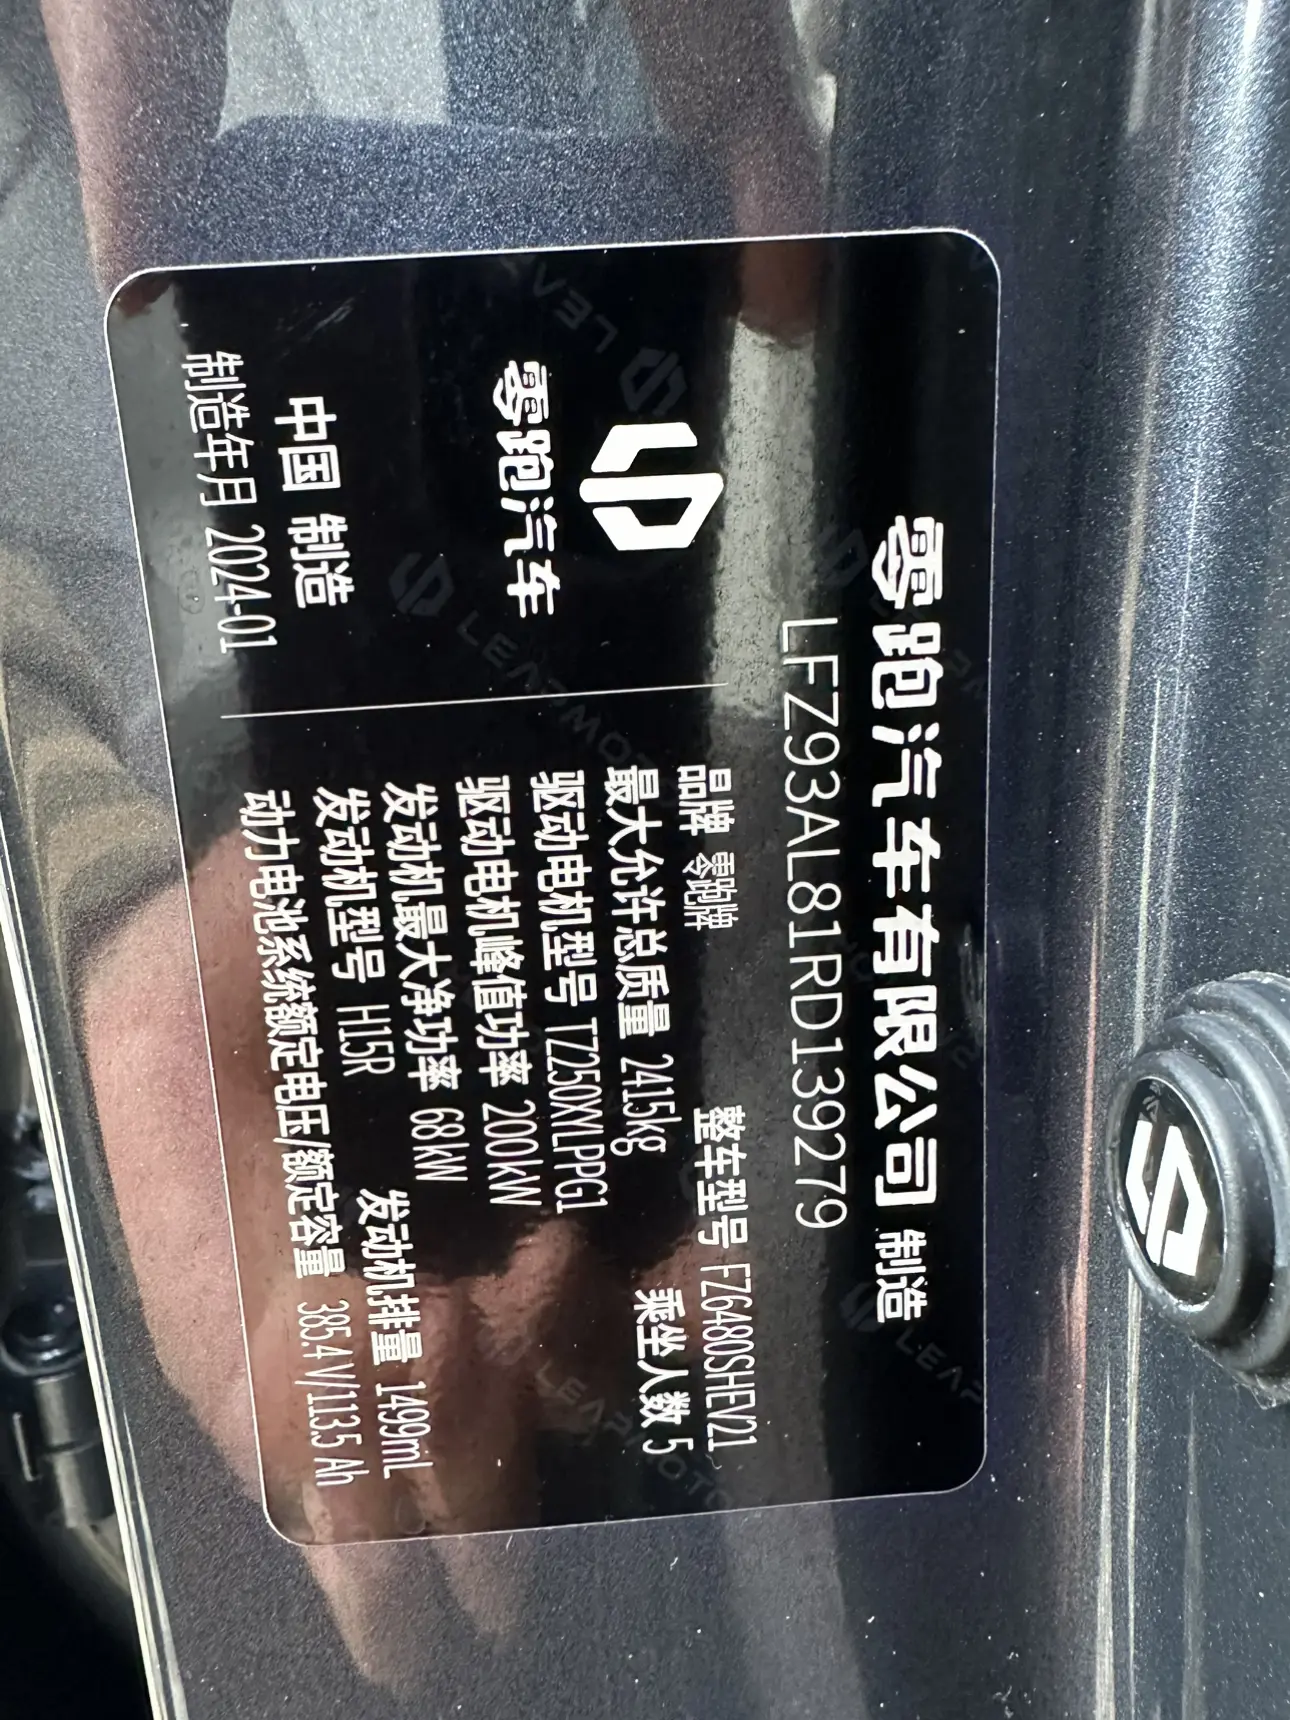 零跑汽车有限公司 制造
LFZ93AL81RD139279
零跑汽车
中国 制造
制造年月 2024-01
品牌 零跑牌 整车型号 FZ6480SHEV21
最大允许总质量 2415kg 乘坐人数 5
驱动电机型号 TZ250XYLPPG1
驱动电机峰值功率 200kW
发动机最大净功率 68kW
发动机型号 H15R 发动机排量 1499mL
动力电池系统额定电压/额定容量 385.4 V/113.5 Ah
LEAPMOTOR